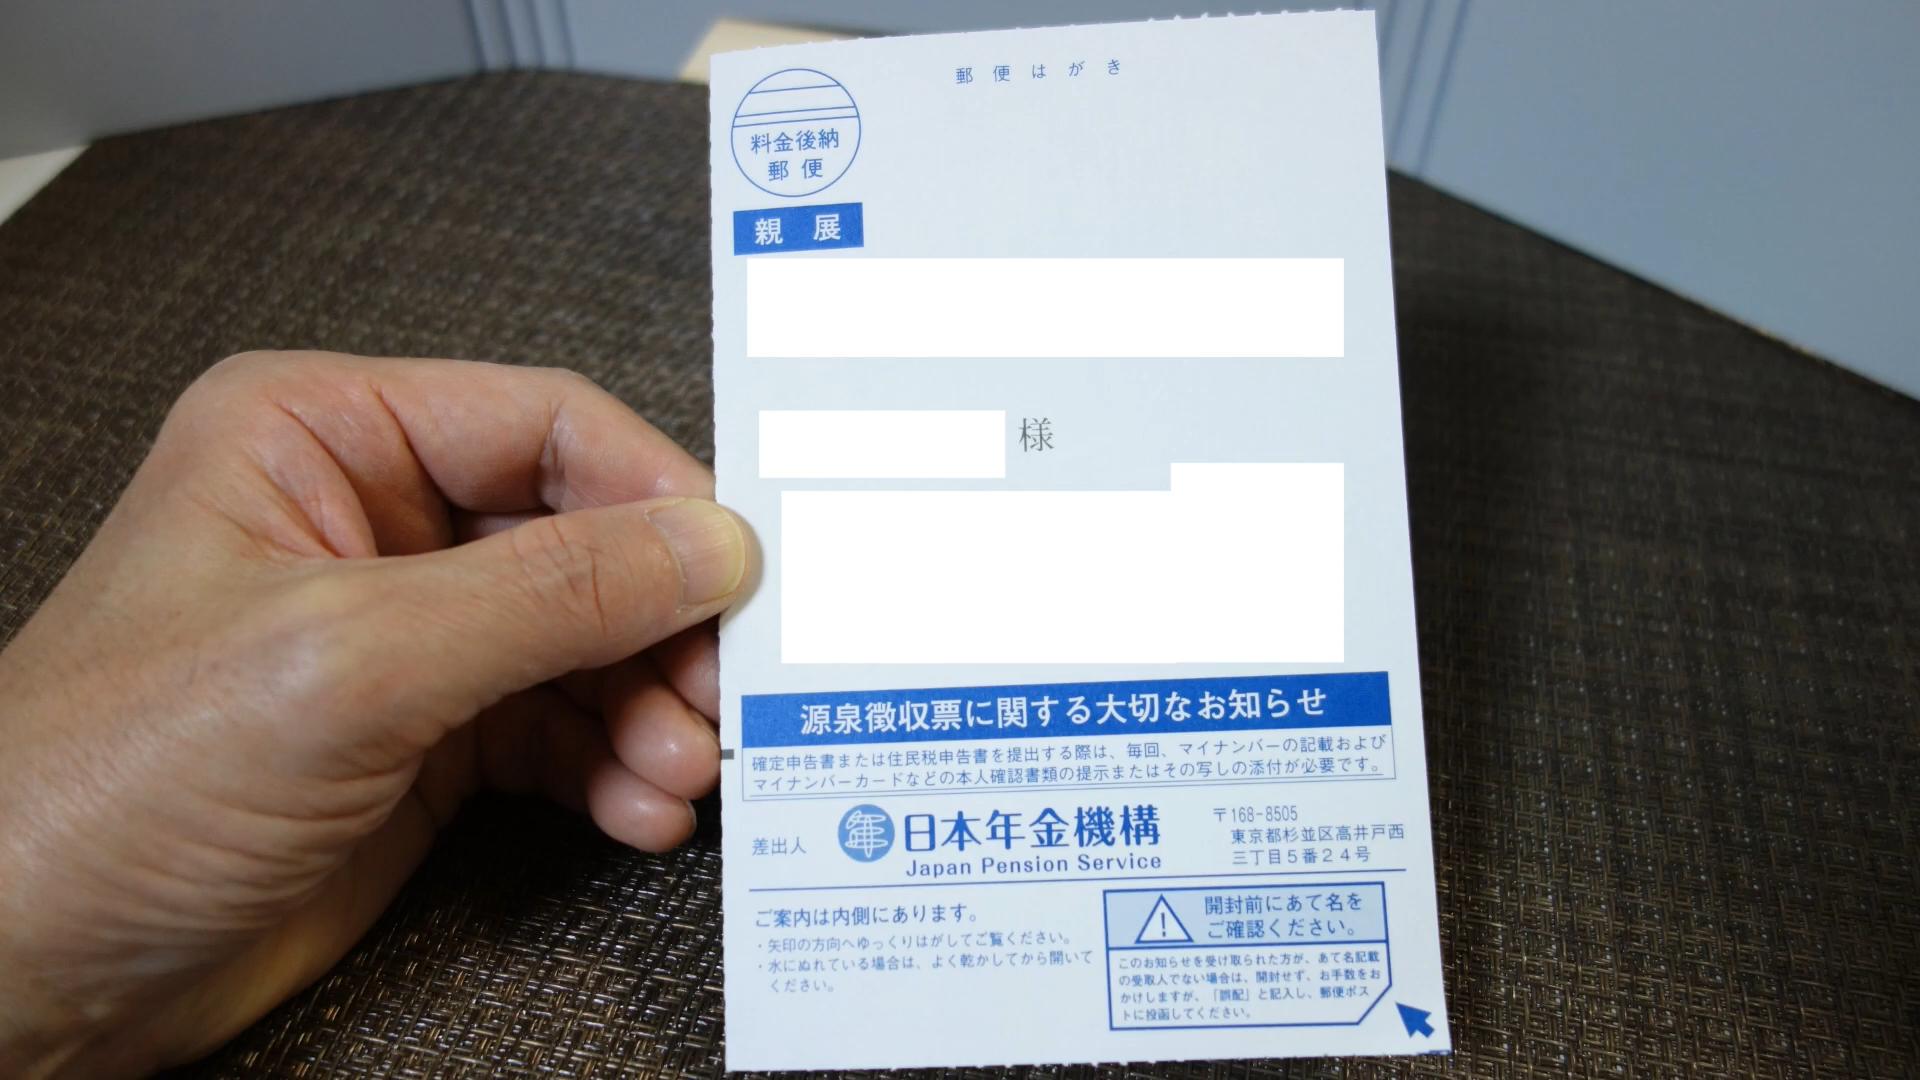 郵便はがき
料金後納
郵便
親展
様
源泉徴収票に関する大切なお知らせ
確定申告書または住民税申告書を提出する際は、毎回、マイナンバーの記載および
マイナンバーカードなどの本人確認書類の提示またはその写しの添付が必要です。
差出人
年
日本年金機構
Japan Pension Service
〒168-8505
東京都杉並区高井戸西
三丁目5番24号
ご案内は内側にあります。
・矢印の方向へゆっくりはがしてご覧ください。
・水にぬれている場合は、よく乾かしてから開いて
ください。
!
開封前にあて名を
ご確認ください。
このお知らせを受け取られた方が、あて名記載
の受取人でない場合は、開封せず、お手数をお
かけしますが、「誤配」と記入し、郵便ポス
トに投函してください。